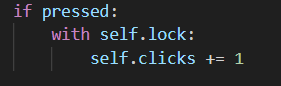 if pressed:
    with self.lock:
        self.clicks += 1